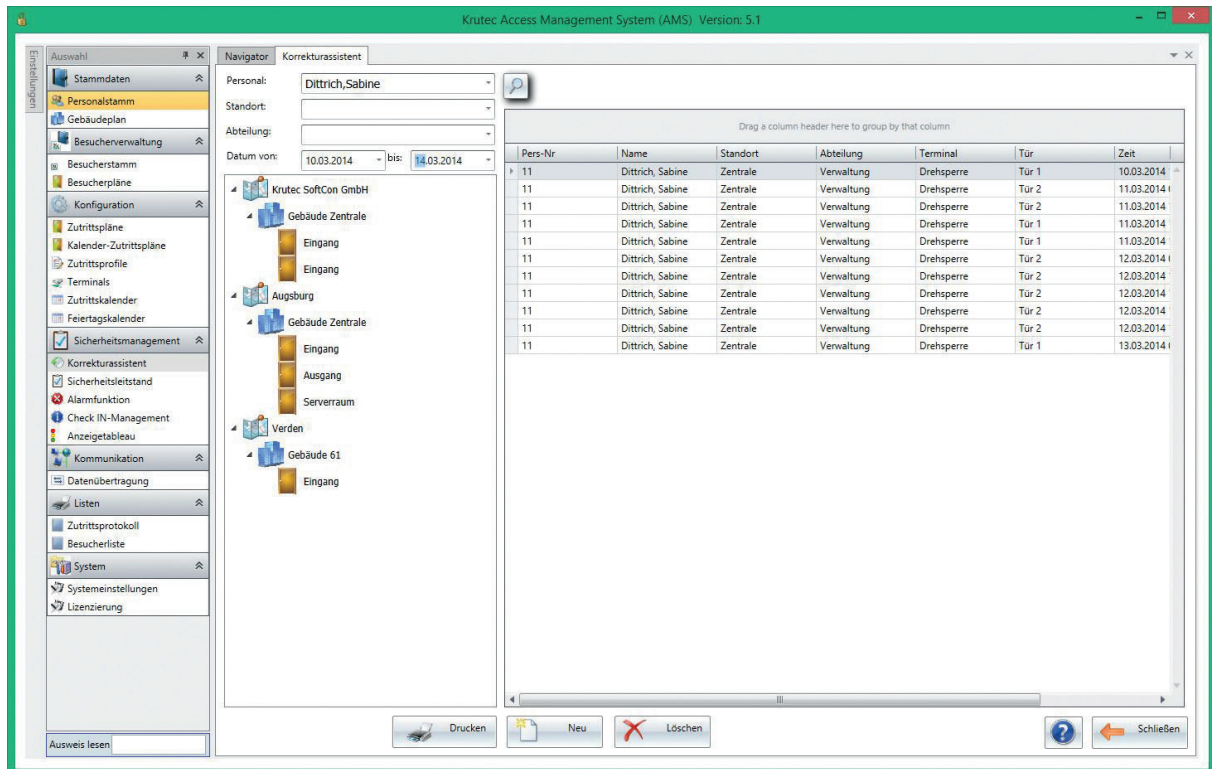 Krutec Access Management System (AMS) Version: 5.1
Einstellungen
Auswahl
Stammdaten
Personalstamm
Gebäudeplan
Besucherverwaltung
Besucherstamm
Besucherpläne
Konfiguration
Zutrittspläne
Kalender-Zutrittspläne
Zutrittsprofile
Terminals
Zutrittskalender
Feiertagskalender
Sicherheitsmanagement
Korrekturassistent
Sicherheitsleitstand
Alarmfunktion
Check IN-Management
Anzeigetableau
Kommunikation
Datenübertragung
Listen
Zutrittsprotokoll
Besucherliste
System
Systemeinstellungen
Lizenzierung
Ausweis lesen
Navigator Korrekturassistent
Personal: Dittrich,Sabine
Standort:
Abteilung:
Datum von: 10.03.2014 bis: 14.03.2014
Krutec SoftCon GmbH
Gebäude Zentrale
Eingang
Eingang
Augsburg
Gebäude Zentrale
Eingang
Ausgang
Serverraum
Verden
Gebäude 61
Eingang
Drag a column header here to group by that column
Pers-Nr Name Standort Abteilung Terminal Tür Zeit
11 Dittrich, Sabine Zentrale Verwaltung Drehsperre Tür 1 10.03.2014
11 Dittrich, Sabine Zentrale Verwaltung Drehsperre Tür 2 11.03.2014
11 Dittrich, Sabine Zentrale Verwaltung Drehsperre Tür 2 11.03.2014
11 Dittrich, Sabine Zentrale Verwaltung Drehsperre Tür 1 11.03.2014
11 Dittrich, Sabine Zentrale Verwaltung Drehsperre Tür 1 11.03.2014
11 Dittrich, Sabine Zentrale Verwaltung Drehsperre Tür 2 12.03.2014
11 Dittrich, Sabine Zentrale Verwaltung Drehsperre Tür 2 12.03.2014
11 Dittrich, Sabine Zentrale Verwaltung Drehsperre Tür 2 12.03.2014
11 Dittrich, Sabine Zentrale Verwaltung Drehsperre Tür 2 12.03.2014
11 Dittrich, Sabine Zentrale Verwaltung Drehsperre Tür 2 12.03.2014
11 Dittrich, Sabine Zentrale Verwaltung Drehsperre Tür 1 13.03.2014
Drucken Neu Löschen Schließen